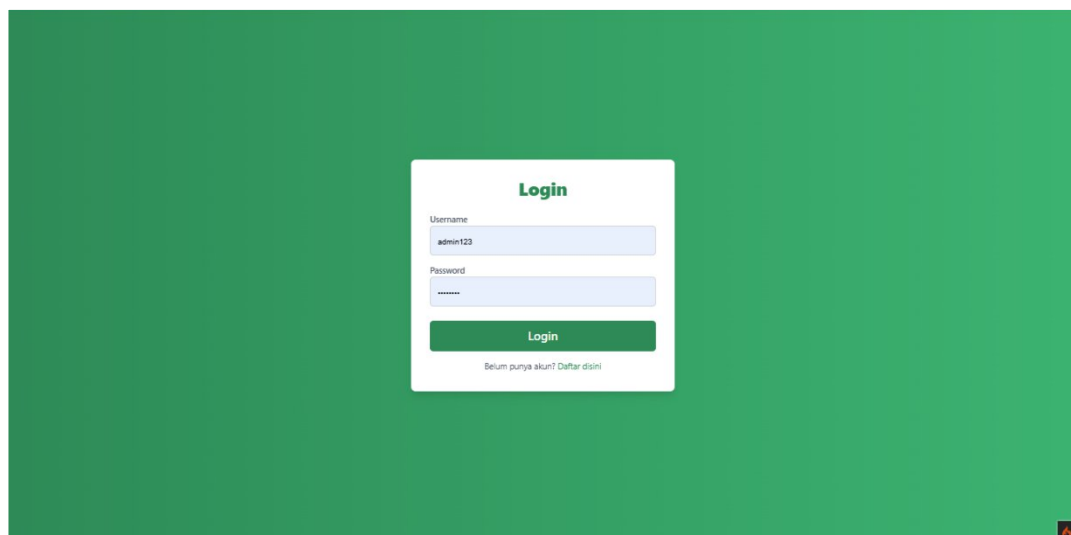 Login
Username
admin123
Password
••••••••
Login
Belum punya akun? Daftar disini